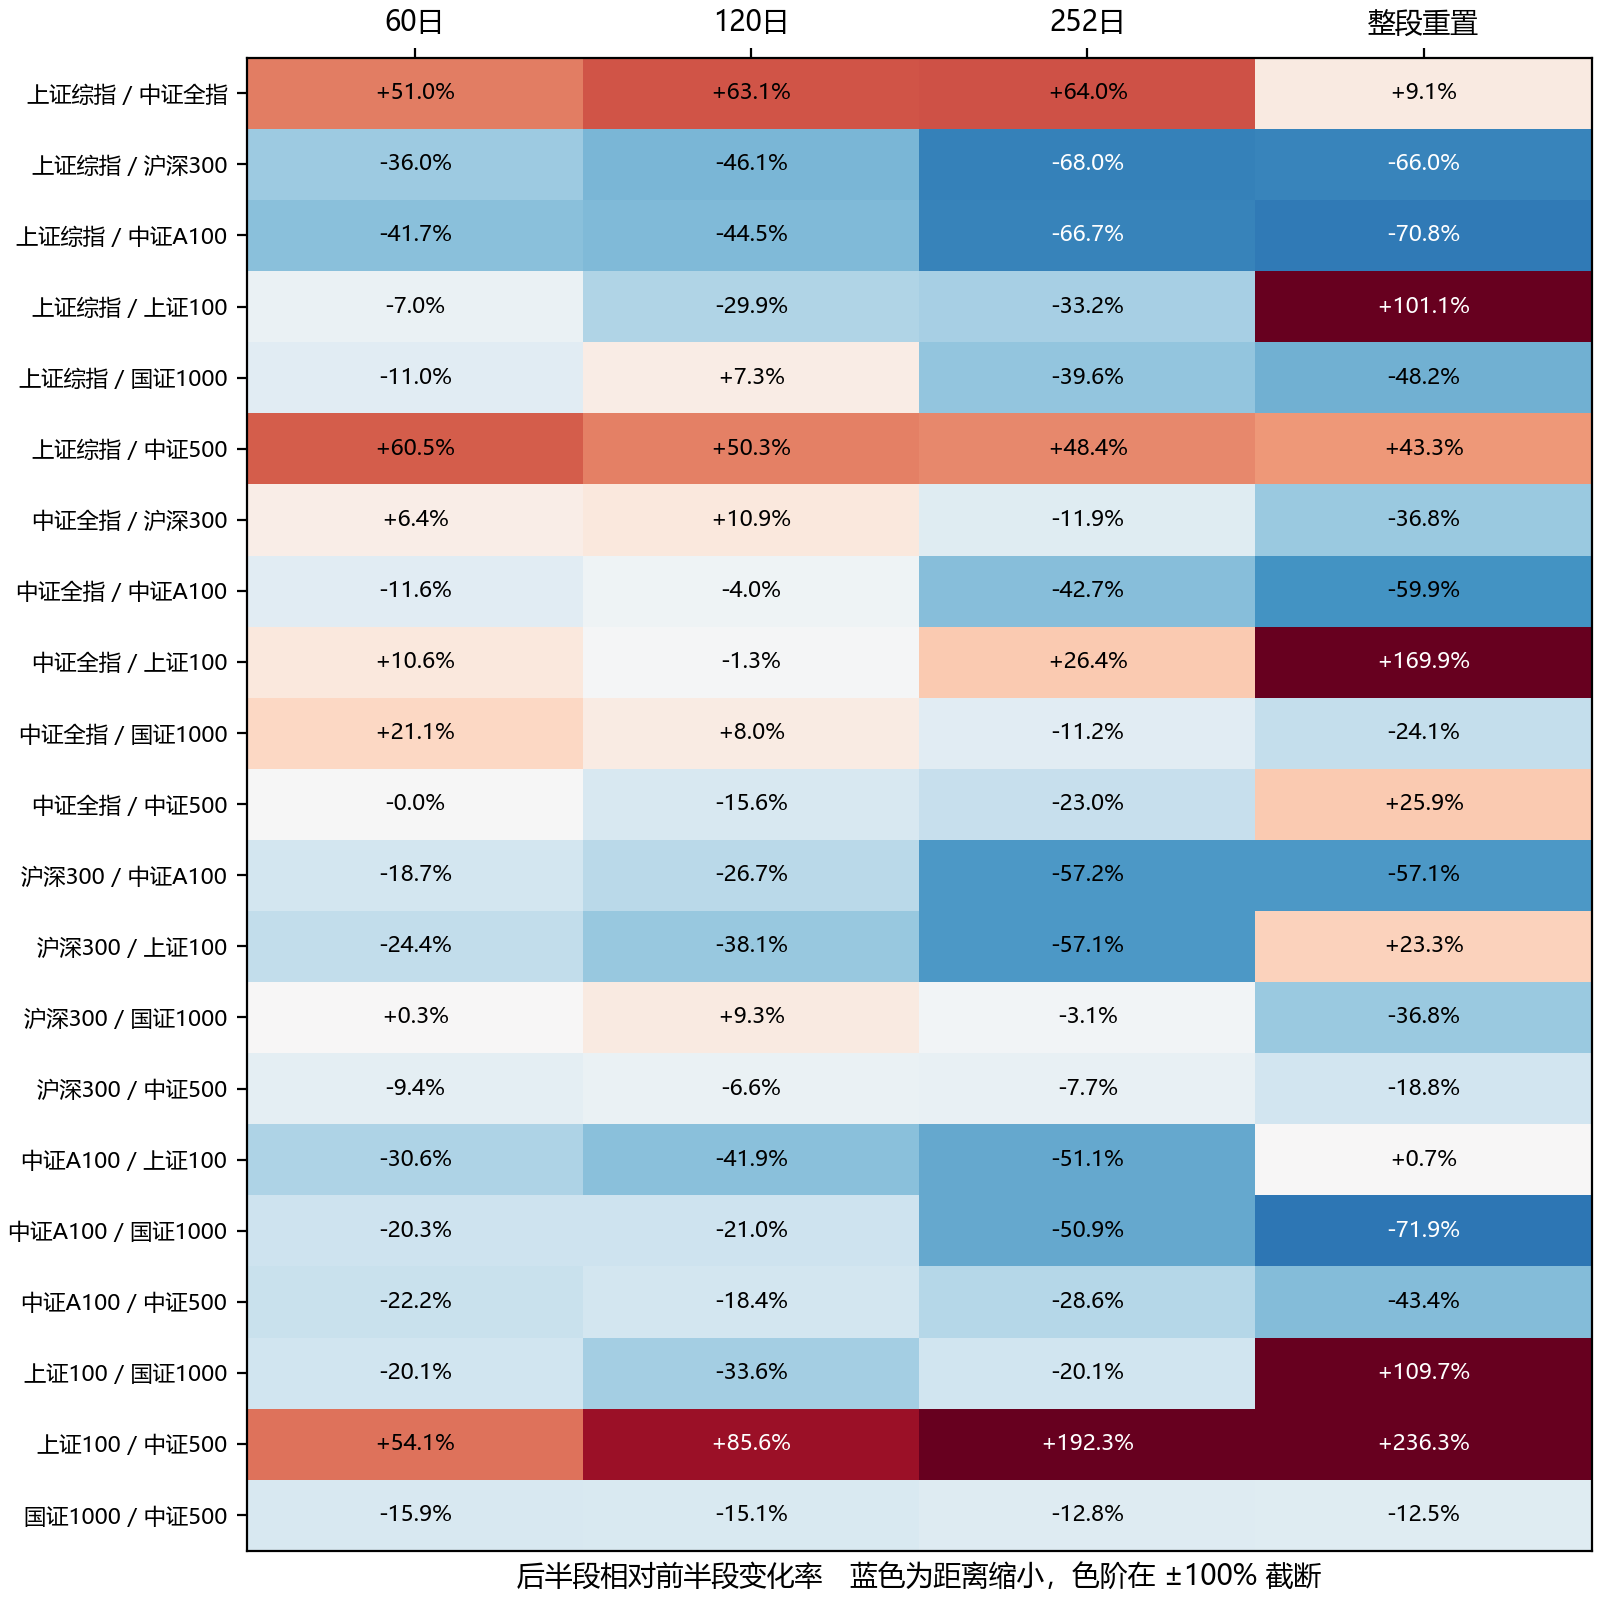 60日 120日 252日 整段重置
上证综指 / 中证全指 +51.0% +63.1% +64.0% +9.1%
上证综指 / 沪深300 -36.0% -46.1% -68.0% -66.0%
上证综指 / 中证A100 -41.7% -44.5% -66.7% -70.8%
上证综指 / 上证100 -7.0% -29.9% -33.2% +101.1%
上证综指 / 国证1000 -11.0% +7.3% -39.6% -48.2%
上证综指 / 中证500 +60.5% +50.3% +48.4% +43.3%
中证全指 / 沪深300 +6.4% +10.9% -11.9% -36.8%
中证全指 / 中证A100 -11.6% -4.0% -42.7% -59.9%
中证全指 / 上证100 +10.6% -1.3% +26.4% +169.9%
中证全指 / 国证1000 +21.1% +8.0% -11.2% -24.1%
中证全指 / 中证500 -0.0% -15.6% -23.0% +25.9%
沪深300 / 中证A100 -18.7% -26.7% -57.2% -57.1%
沪深300 / 上证100 -24.4% -38.1% -57.1% +23.3%
沪深300 / 国证1000 +0.3% +9.3% -3.1% -36.8%
沪深300 / 中证500 -9.4% -6.6% -7.7% -18.8%
中证A100 / 上证100 -30.6% -41.9% -51.1% +0.7%
中证A100 / 国证1000 -20.3% -21.0% -50.9% -71.9%
中证A100 / 中证500 -22.2% -18.4% -28.6% -43.4%
上证100 / 国证1000 -20.1% -33.6% -20.1% +109.7%
上证100 / 中证500 +54.1% +85.6% +192.3% +236.3%
国证1000 / 中证500 -15.9% -15.1% -12.8% -12.5%
后半段相对前半段变化率　蓝色为距离缩小，色阶在 ±100% 截断